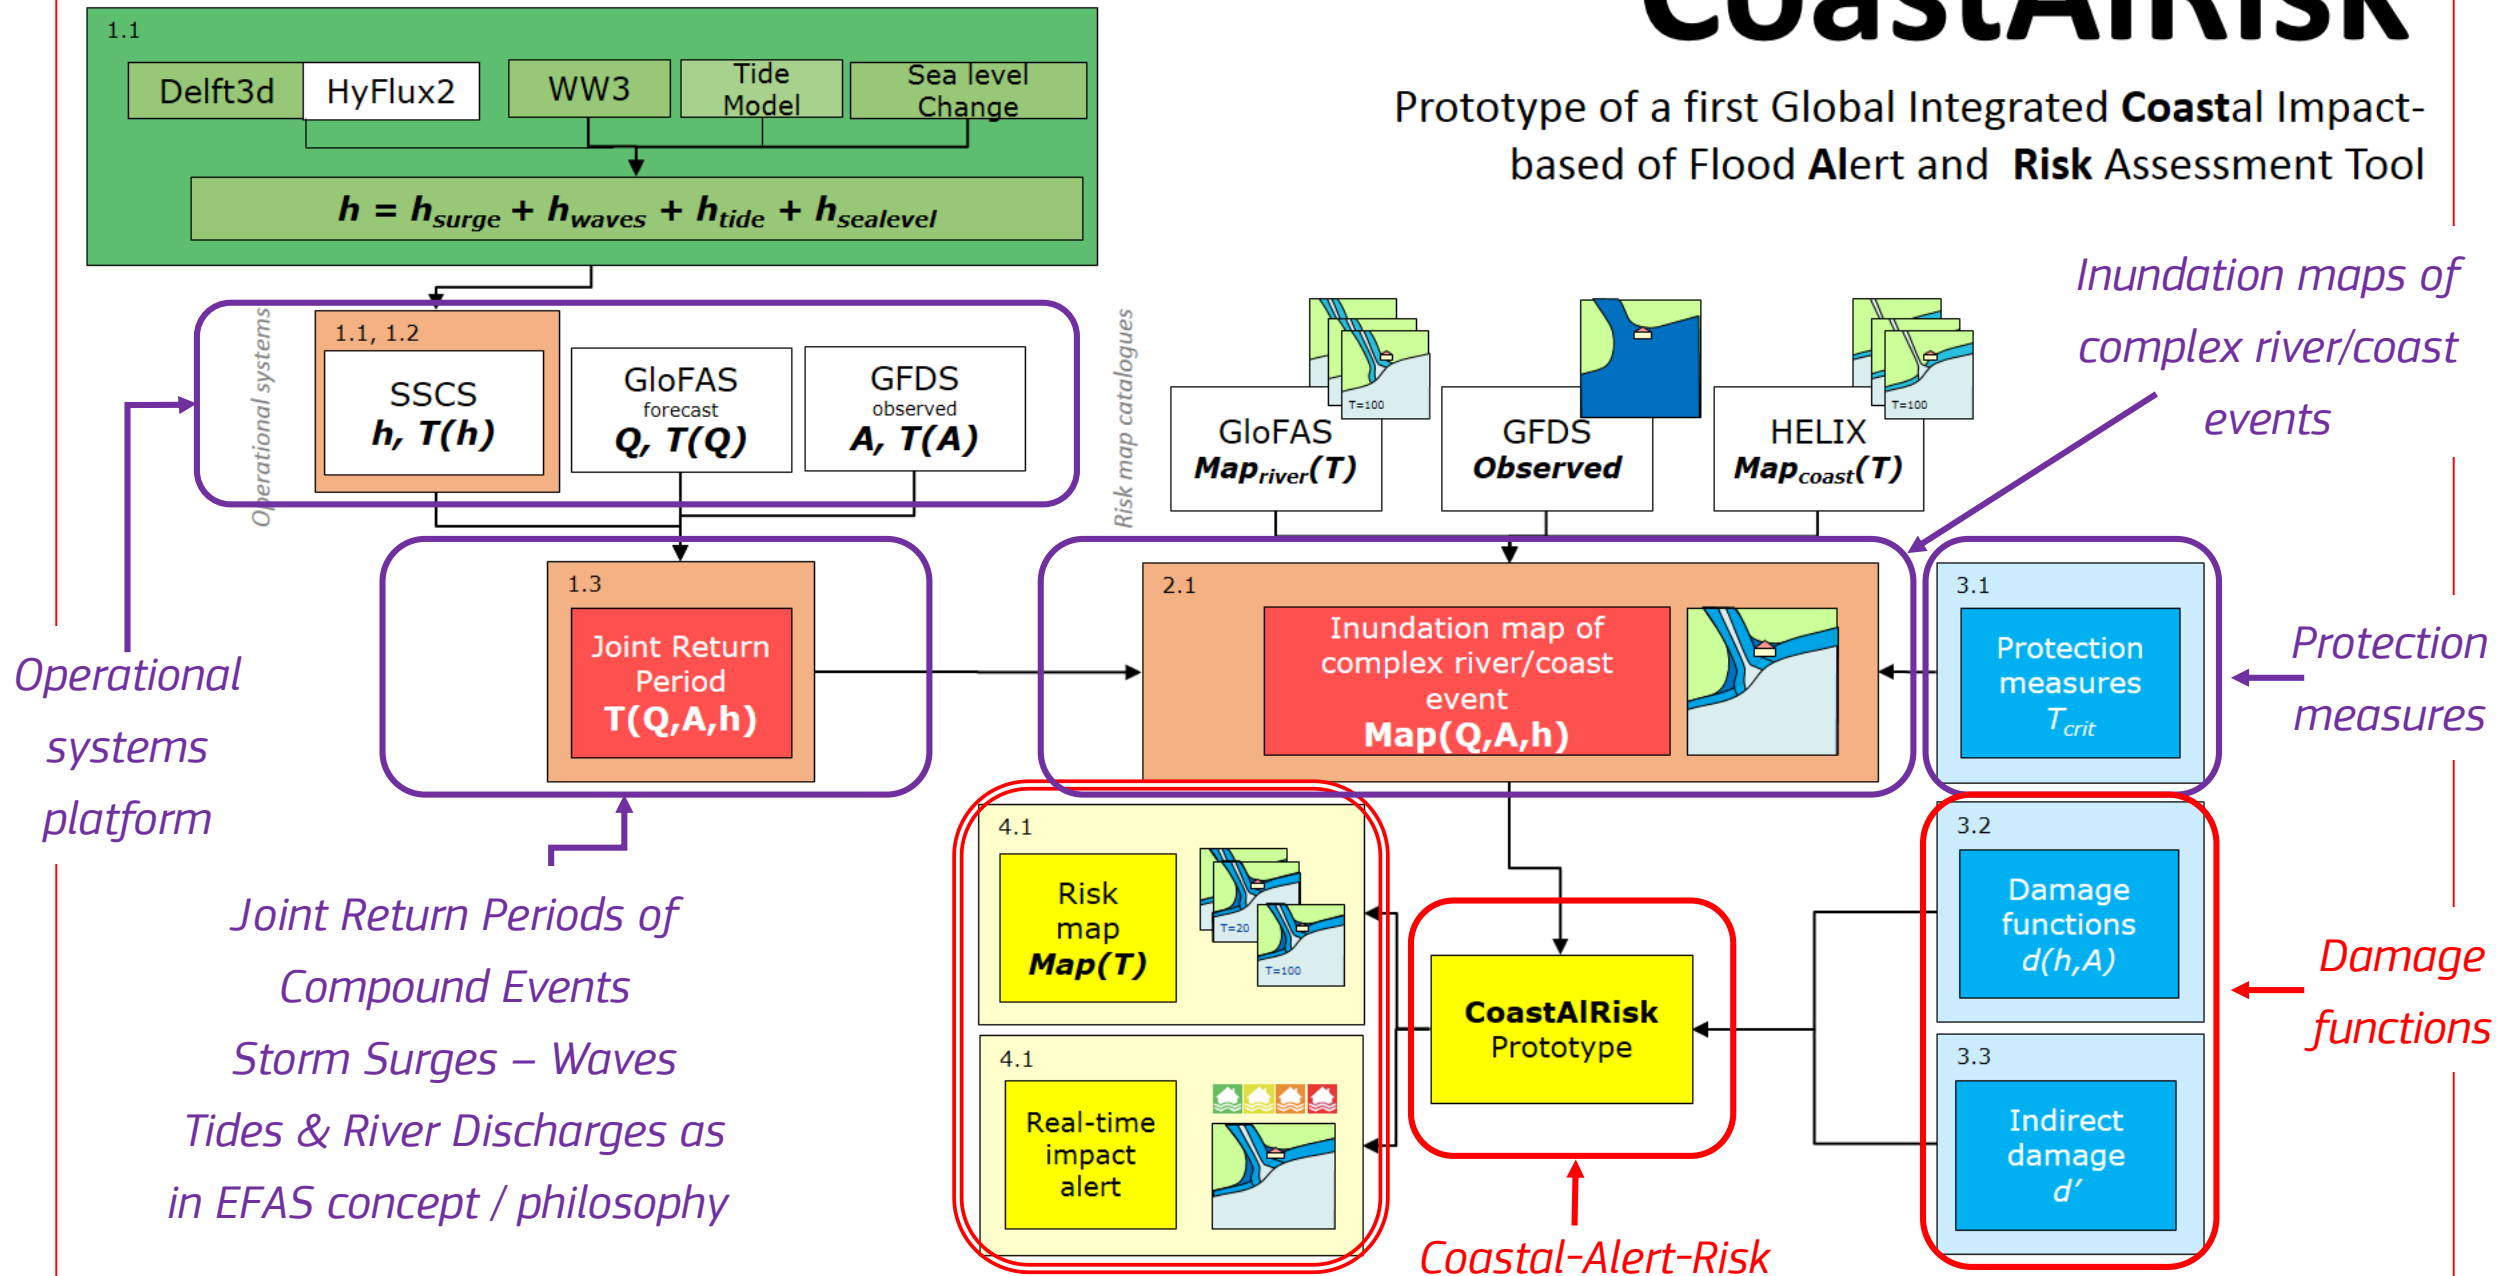 CoastAlRisk
Prototype of a first Global Integrated Coastal Impact-
based of Flood Alert and Risk Assessment Tool
1.1
Delft3d
HyFlux2
WW3
Tide
Model
Sea level
Change
h = hsurge + hwaves + htide + hsealevel
Operational systems
1.1, 1.2
SSCS
h, T(h)
GloFAS
forecast
Q, T(Q)
GFDS
observed
A, T(A)
Risk map catalogues
T=100
GloFAS
Mapriver(T)
GFDS
Observed
T=100
HELIX
Mapcoast(T)
Inundation maps of
complex river/coast
events
Operational
systems
platform
1.3
Joint Return
Period
T(Q,A,h)
2.1
Inundation map of
complex river/coast
event
Map(Q,A,h)
3.1
Protection
measures
Tcrit
Protection
measures
Joint Return Periods of
Compound Events
Storm Surges – Waves
Tides & River Discharges as
in EFAS concept / philosophy
4.1
Risk
map
Map(T)
T=20
T=100
4.1
Real-time
impact
alert
CoastAlRisk
Prototype
Coastal-Alert-Risk
3.2
Damage
functions
d(h,A)
3.3
Indirect
damage
d’
Damage
functions